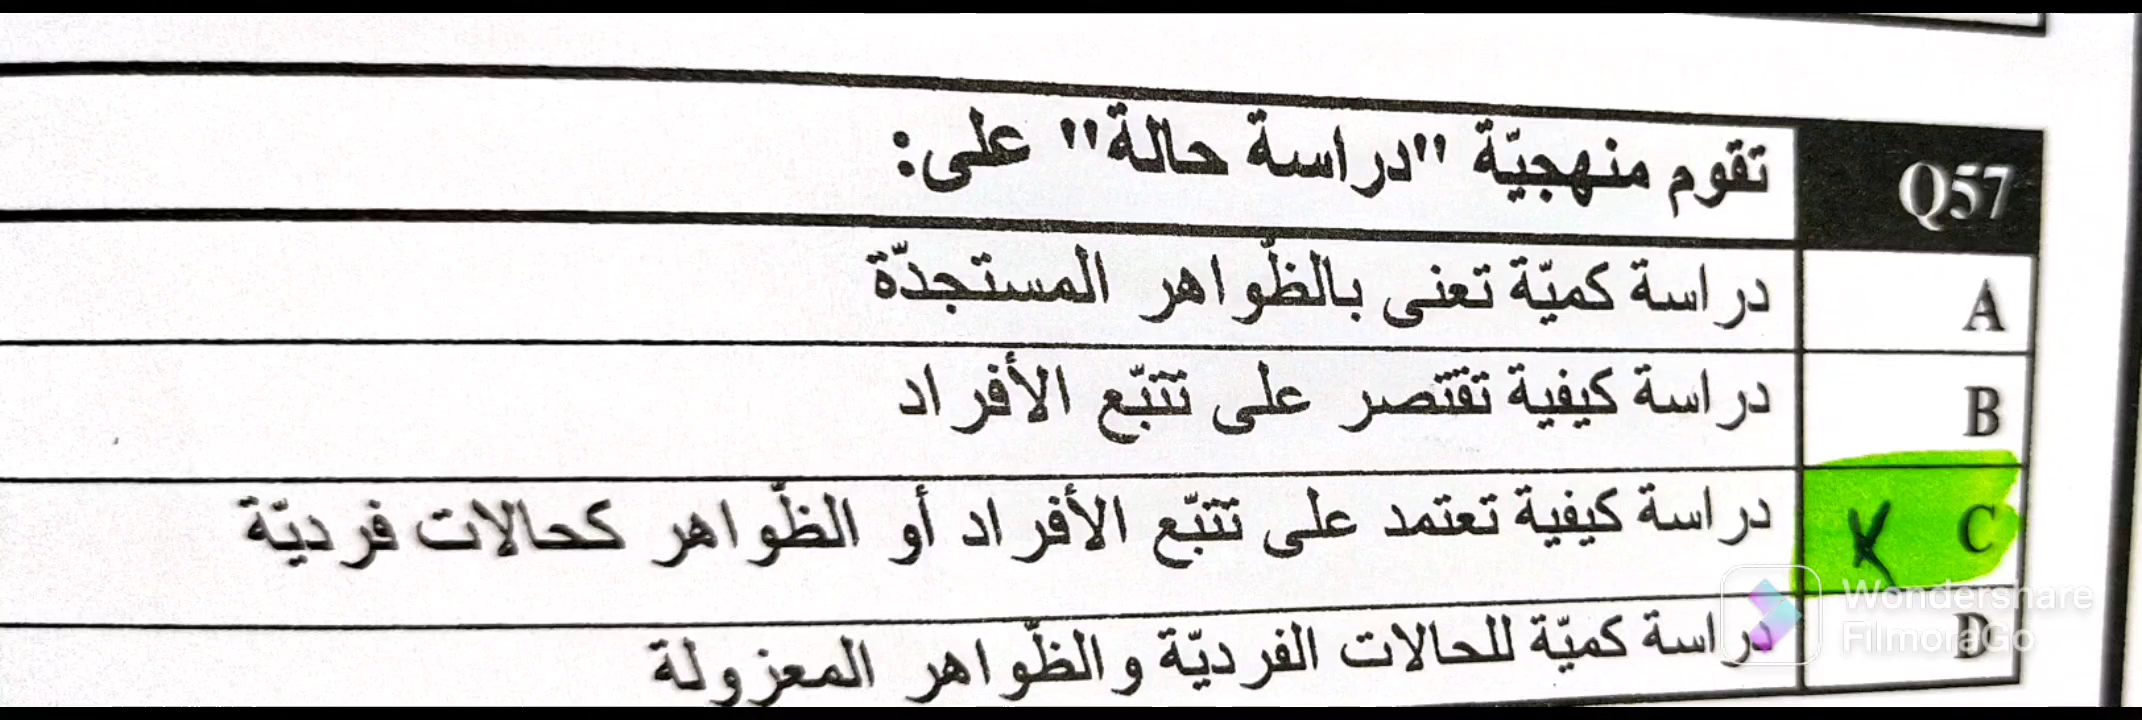 Q57 تقوم منهجيّة "دراسة حالة" على:
A دراسة كميّة تعنى بالظّواهر المستجدّة
B دراسة كيفية تقتصر على تتبّع الأفراد
C دراسة كيفية تعتمد على تتبّع الأفراد أو الظّواهر كحالات فرديّة
D دراسة كميّة للحالات الفرديّة والظّواهر المعزولة
Wondershare
FilmoraGo